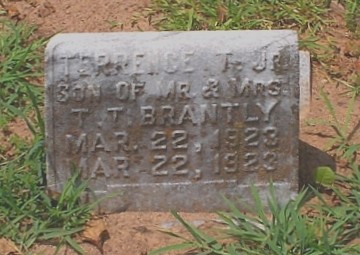 TERRENCE T. JR
SON OF MR. & MRS.
T. T. BRANTLY
MAR. 22, 1923
MAR 22, 1923